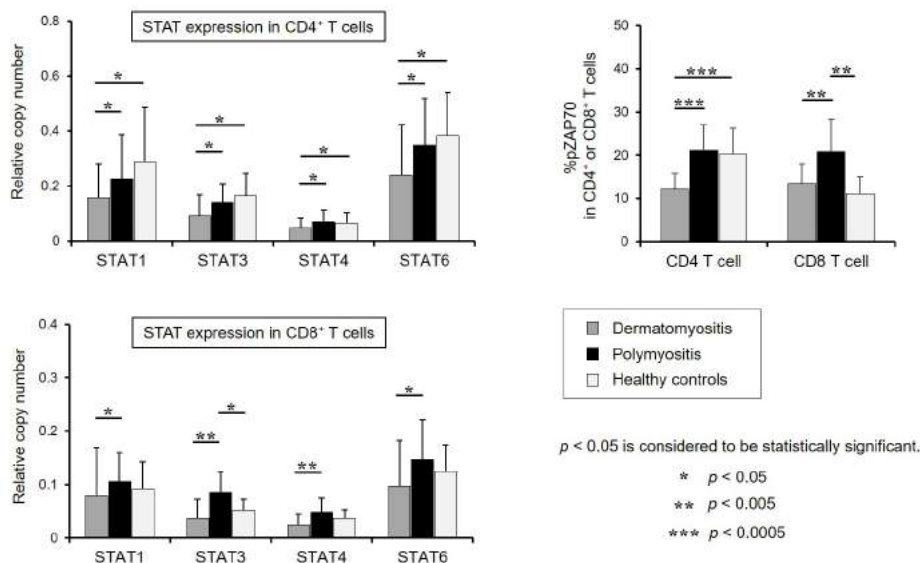 STAT expression in CD4⁺ T cells
Relative copy number
0.8
0.6
0.4
0.2
0
*
*
*
*
*
*
*
*
STAT1
STAT3
STAT4
STAT6
%pZAP70
in CD4⁺ or CD8⁺ T cells
50
40
30
20
10
0
***
***
**
**
CD4 T cell
CD8 T cell
STAT expression in CD8⁺ T cells
Relative copy number
0.4
0.3
0.2
0.1
0
*
**
*
**
*
STAT1
STAT3
STAT4
STAT6
Dermatomyositis
Polymyositis
Healthy controls
p < 0.05 is considered to be statistically significant.
* p < 0.05
** p < 0.005
*** p < 0.0005